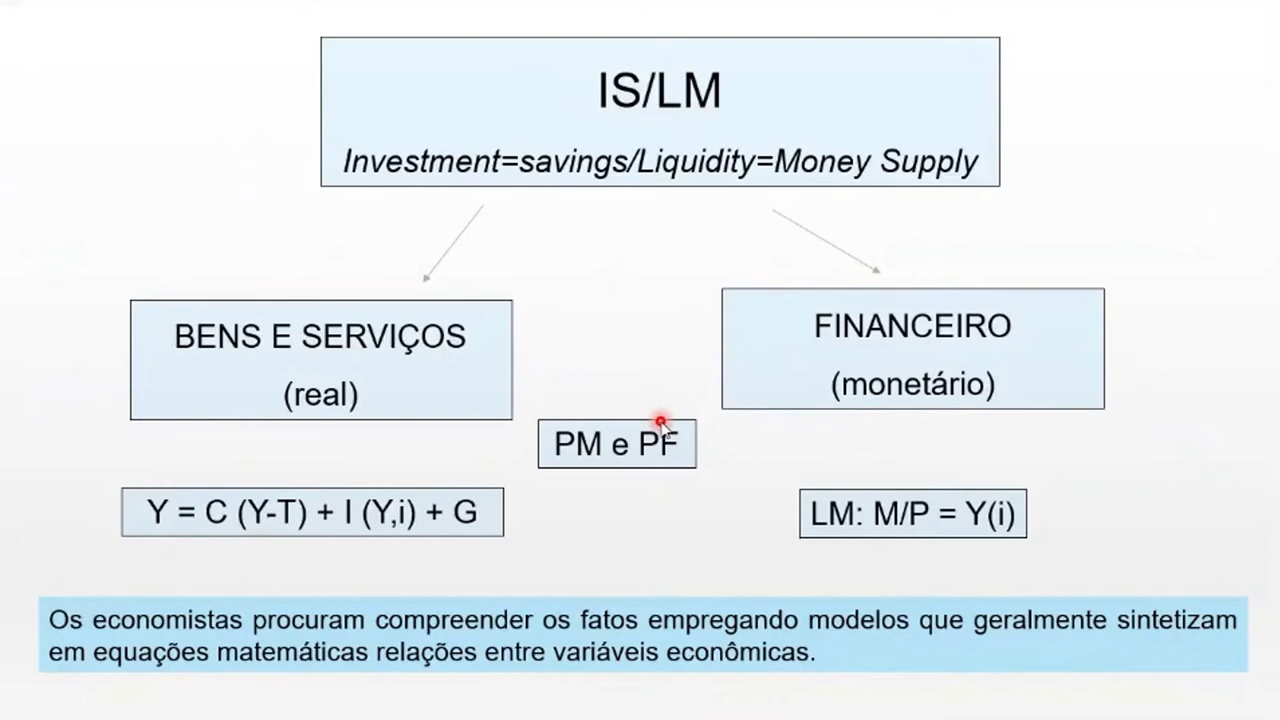 IS/LM
Investment=savings/Liquidity=Money Supply
BENS E SERVIÇOS
(real)
FINANCEIRO
(monetário)
PM e PF
Y = C (Y-T) + I (Y,i) + G
LM: M/P = Y(i)
Os economistas procuram compreender os fatos empregando modelos que geralmente sintetizam
em equações matemáticas relações entre variáveis econômicas.